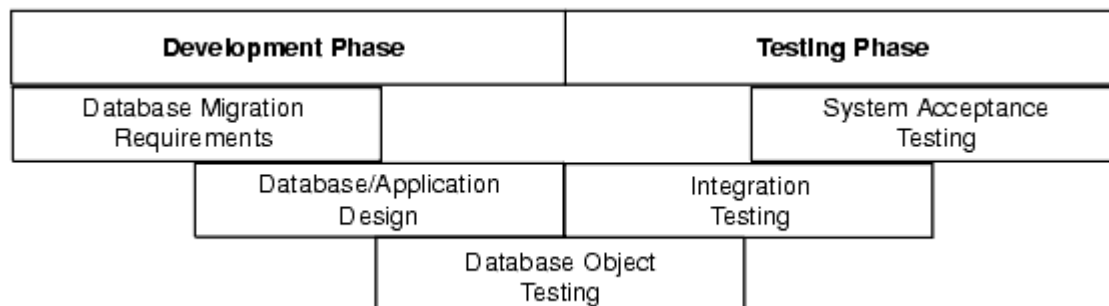 Development Phase
Testing Phase
Database Migration
Requirements
System Acceptance
Testing
Database/Application
Design
Integration
Testing
Database Object
Testing